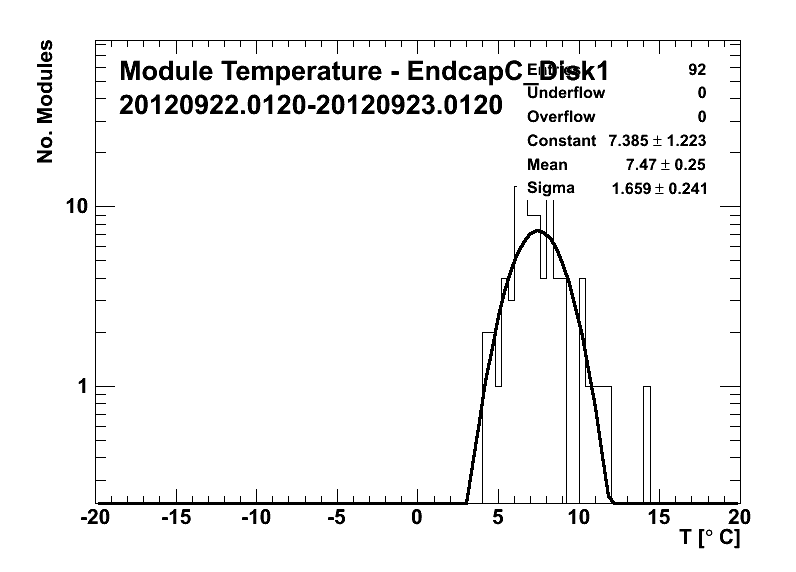 No. Modules
Module Temperature - EndcapC_Disk1
20120922.0120-20120923.0120
Entries 92
Underflow 0
Overflow 0
Constant 7.385 ± 1.223
Mean 7.47 ± 0.25
Sigma 1.659 ± 0.241
10
1
-20 -15 -10 -5 0 5 10 15 20
T [° C]